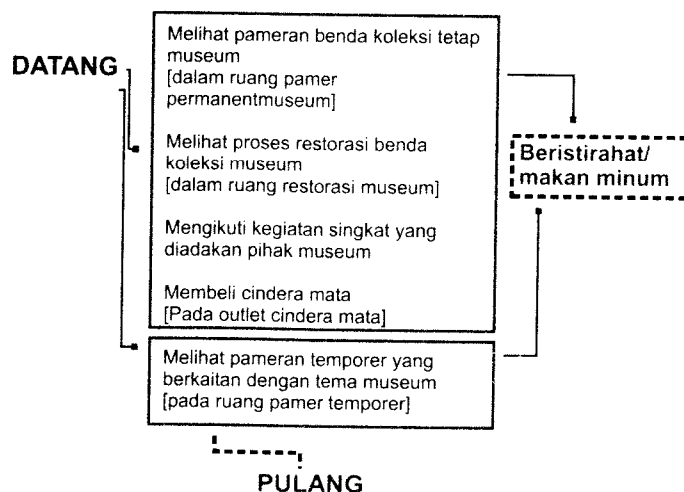 DATANG
Melihat pameran benda koleksi tetap
museum
[dalam ruang pamer
permanentmuseum]
Melihat proses restorasi benda
koleksi museum
[dalam ruang restorasi museum]
Mengikuti kegiatan singkat yang
diadakan pihak museum
Membeli cindera mata
[Pada outlet cindera mata]
Beristirahat/
makan minum
Melihat pameran temporer yang
berkaitan dengan tema museum
[pada ruang pamer temporer]
PULANG